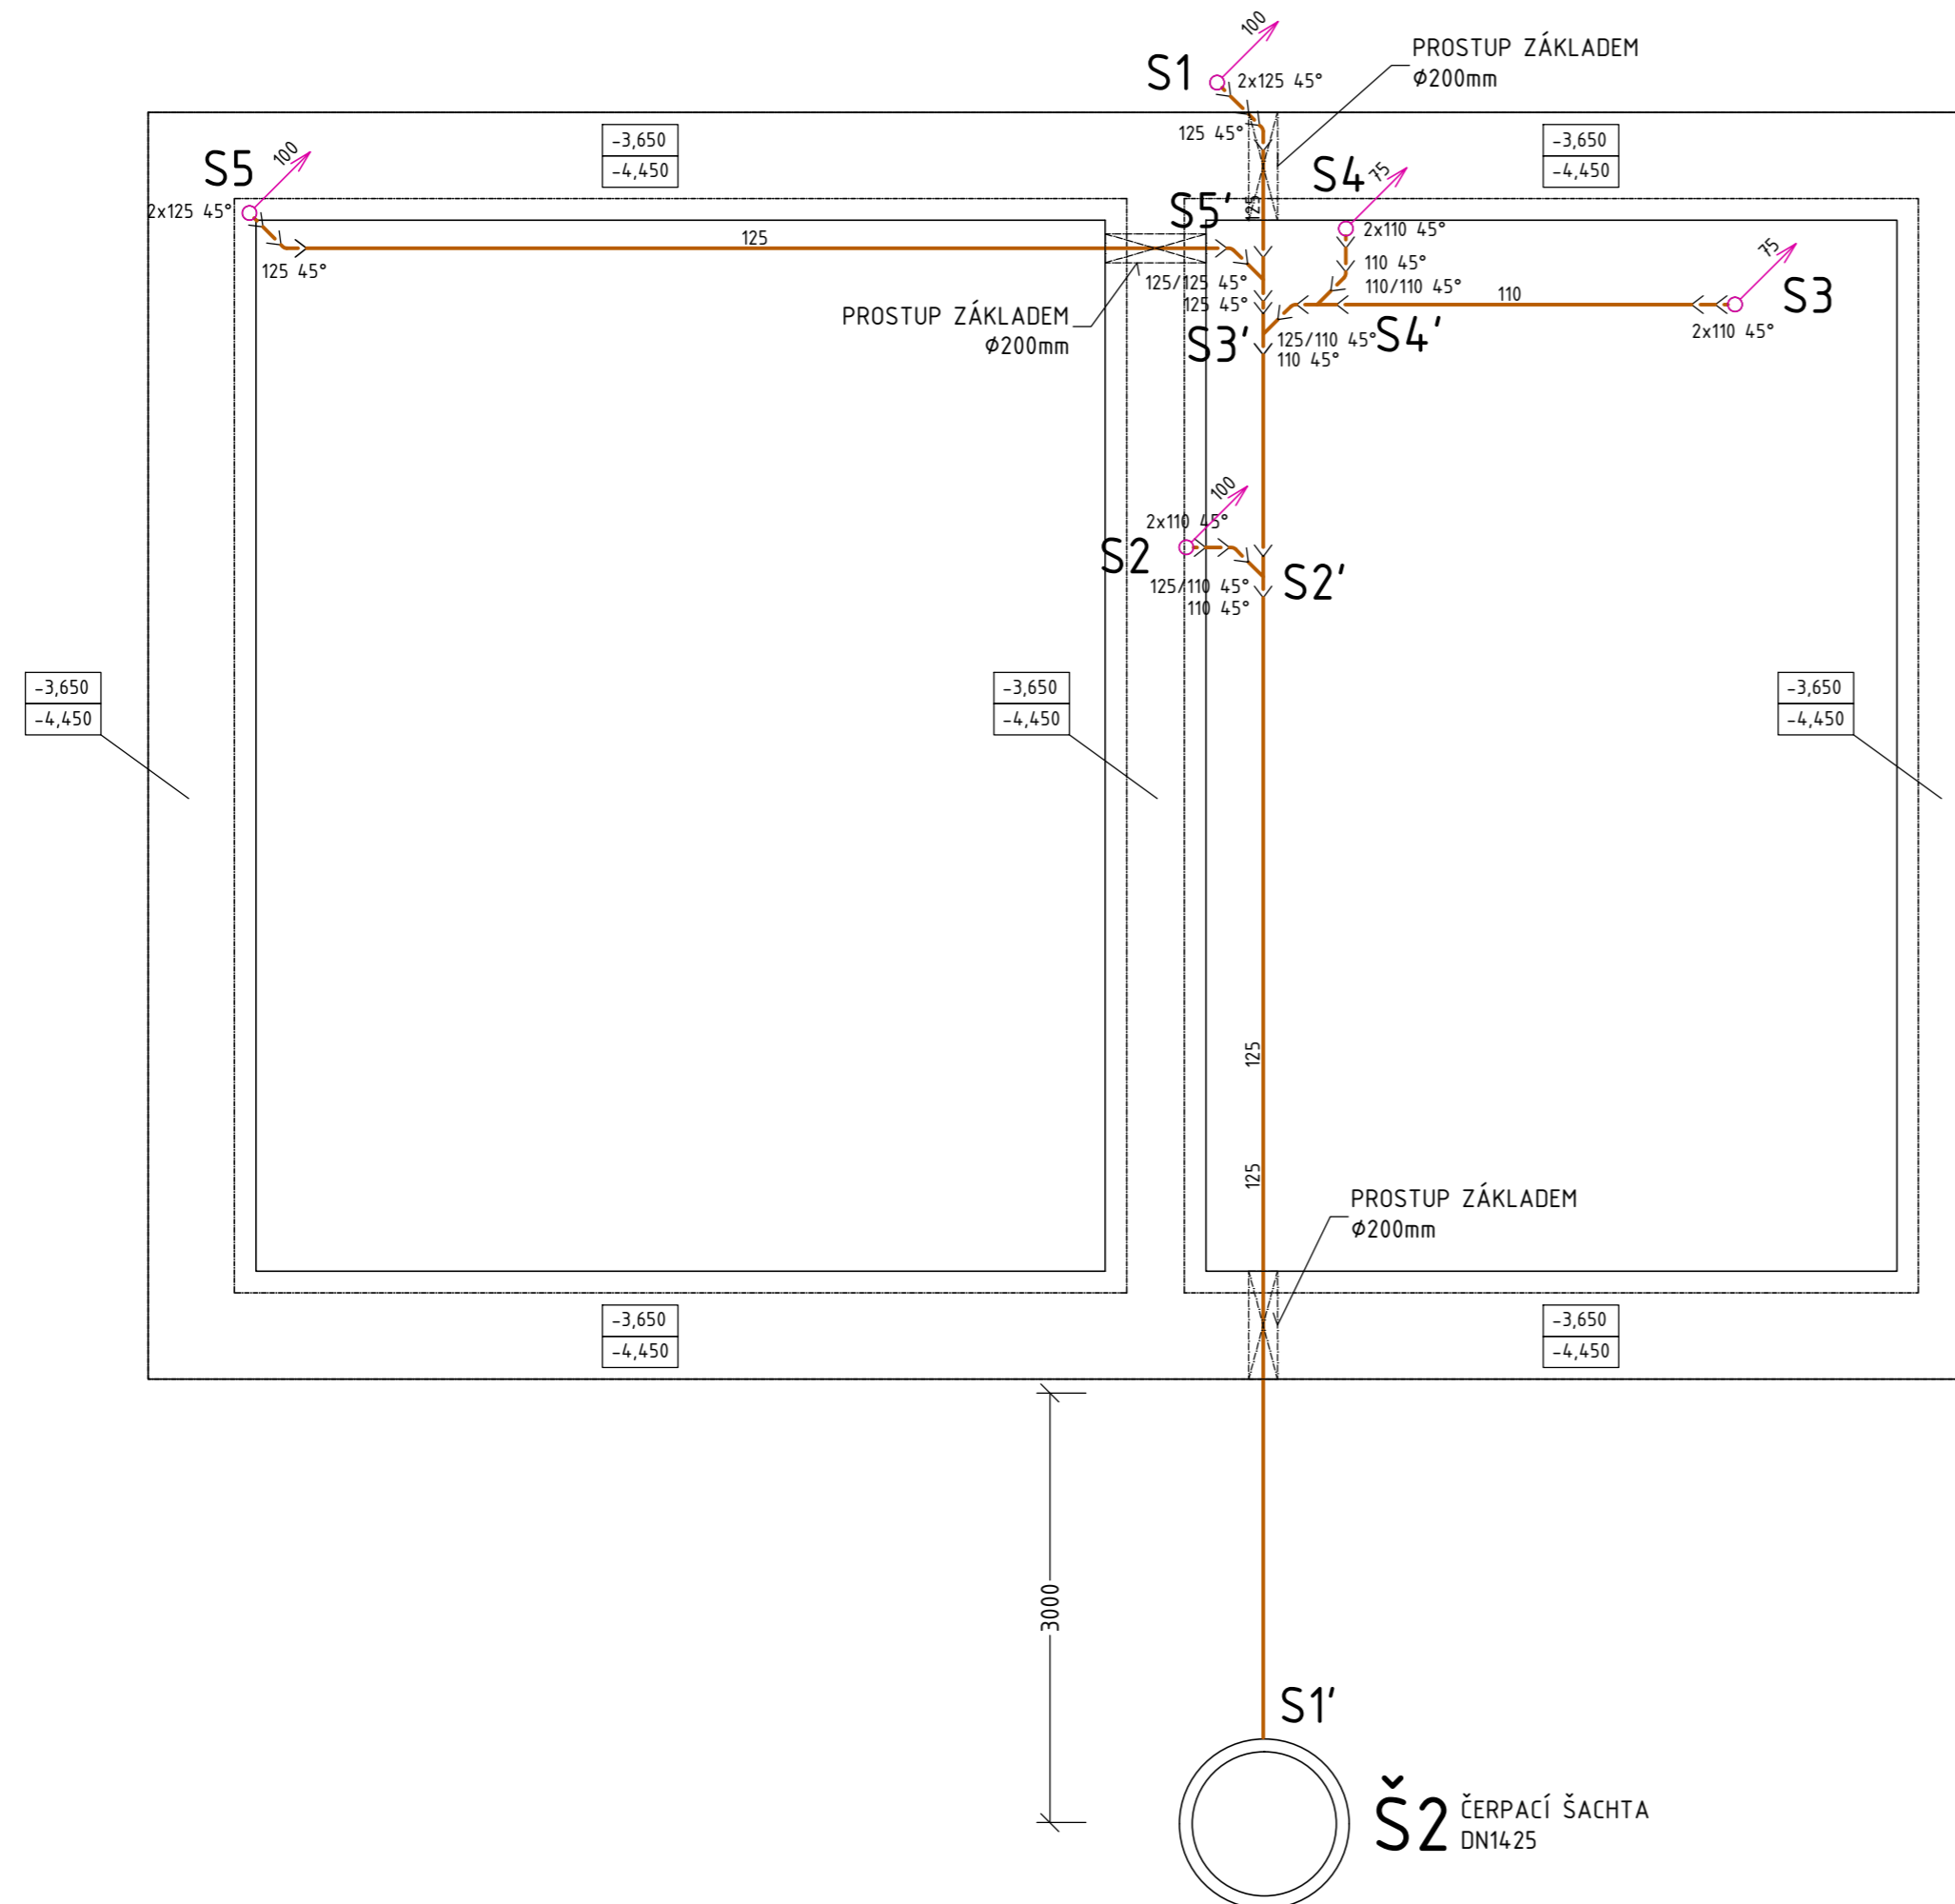 100
PROSTUP ZÁKLADEM
Ø200mm
S1
2x125 45°
125 45°
-3,650
-4,450
-3,650
-4,450
S5
100
2x125 45°
125 45°
125
S5'
125
S4
75
2x110 45°
110 45°
110/110 45°
125/125 45°
125 45°
PROSTUP ZÁKLADEM
Ø200mm
S3'
125/110 45°
110 45°
S4'
110
75
S3
2x110 45°
100
2x110 45°
S2
125/110 45°
110 45°
S2'
-3,650
-4,450
-3,650
-4,450
-3,650
-4,450
125
125
PROSTUP ZÁKLADEM
Ø200mm
-3,650
-4,450
-3,650
-4,450
3000
S1'
Š2
ČERPACÍ ŠACHTA
DN1425